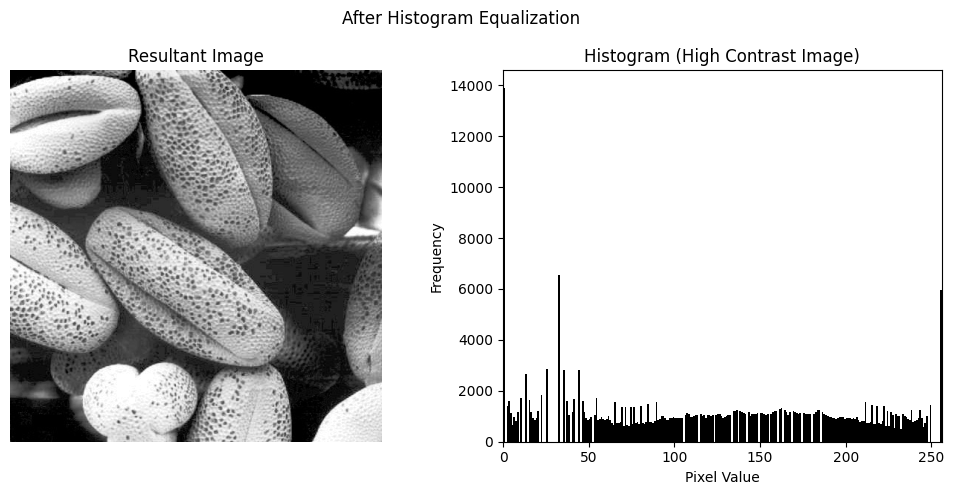 After Histogram Equalization
Resultant Image
Histogram (High Contrast Image)
14000
12000
10000
8000
6000
4000
2000
0
Frequency
0 50 100 150 200 250
Pixel Value